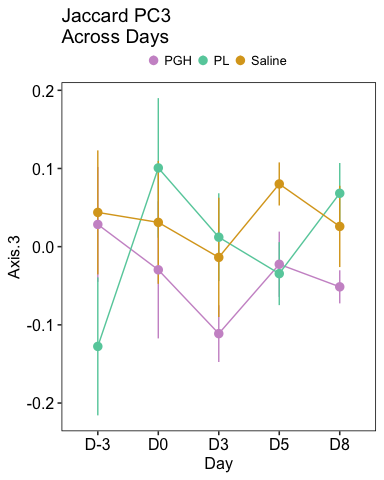 Jaccard PC3
Across Days
PGH PL Saline
0.2
0.1
0.0
-0.1
-0.2
Axis.3
D-3 D0 D3 D5 D8
Day